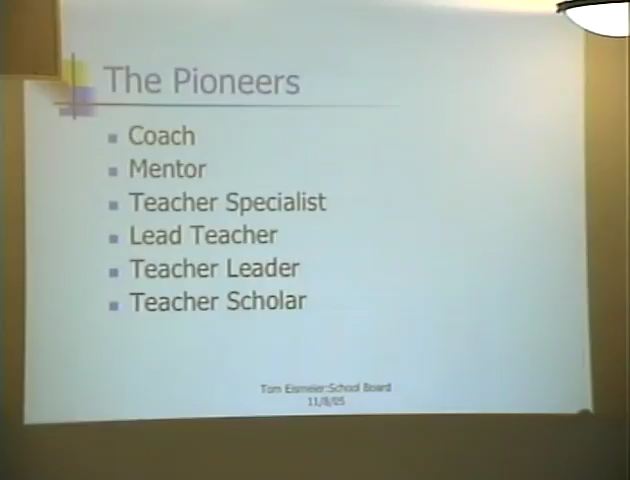 The Pioneers
Coach
Mentor
Teacher Specialist
Lead Teacher
Teacher Leader
Teacher Scholar
Tom Eismeier:School Board
11/8/05